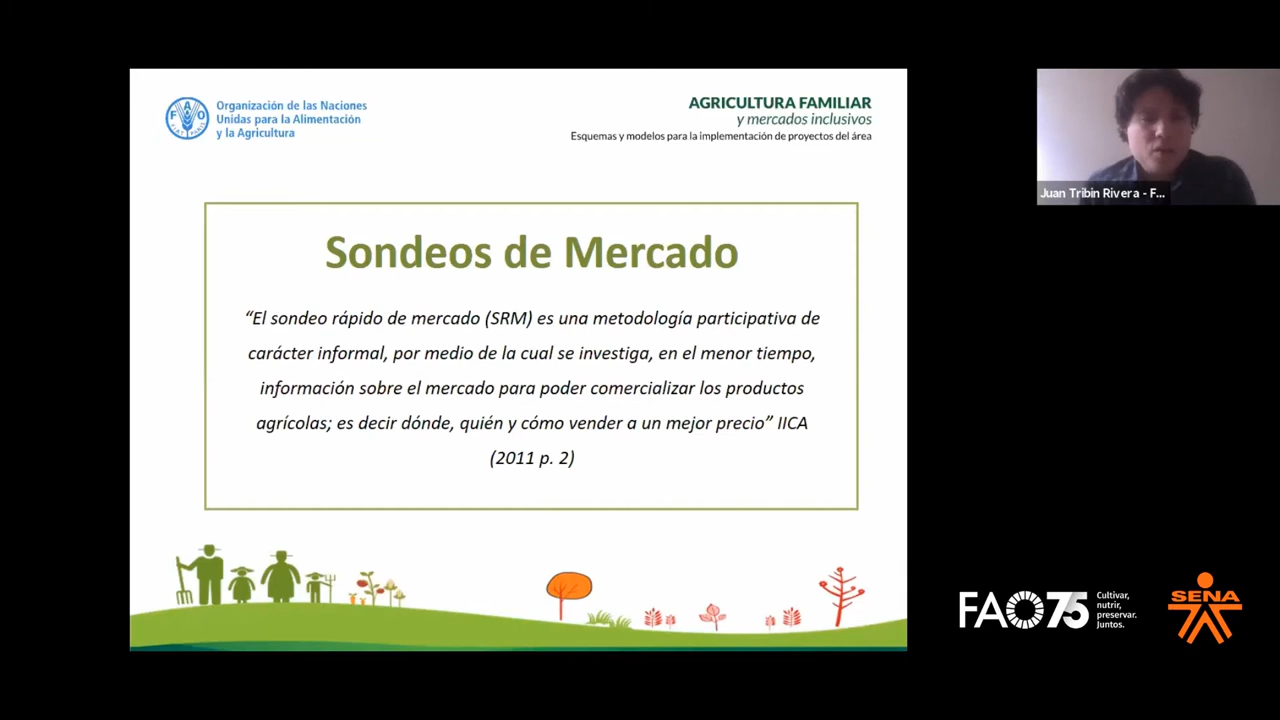 Organización de las Naciones
Unidas para la Alimentación
y la Agricultura
F A O
FIAT PANIS
AGRICULTURA FAMILIAR
y mercados inclusivos
Esquemas y modelos para la implementación de proyectos del área
Juan Tribín Rivera - F...
Sondeos de Mercado
“El sondeo rápido de mercado (SRM) es una metodología participativa de
carácter informal, por medio de la cual se investiga, en el menor tiempo,
información sobre el mercado para poder comercializar los productos
agrícolas; es decir dónde, quién y cómo vender a un mejor precio” IICA
(2011 p. 2)
FAO75
Cultivar,
nutrir,
preservar.
Juntos.
SENA